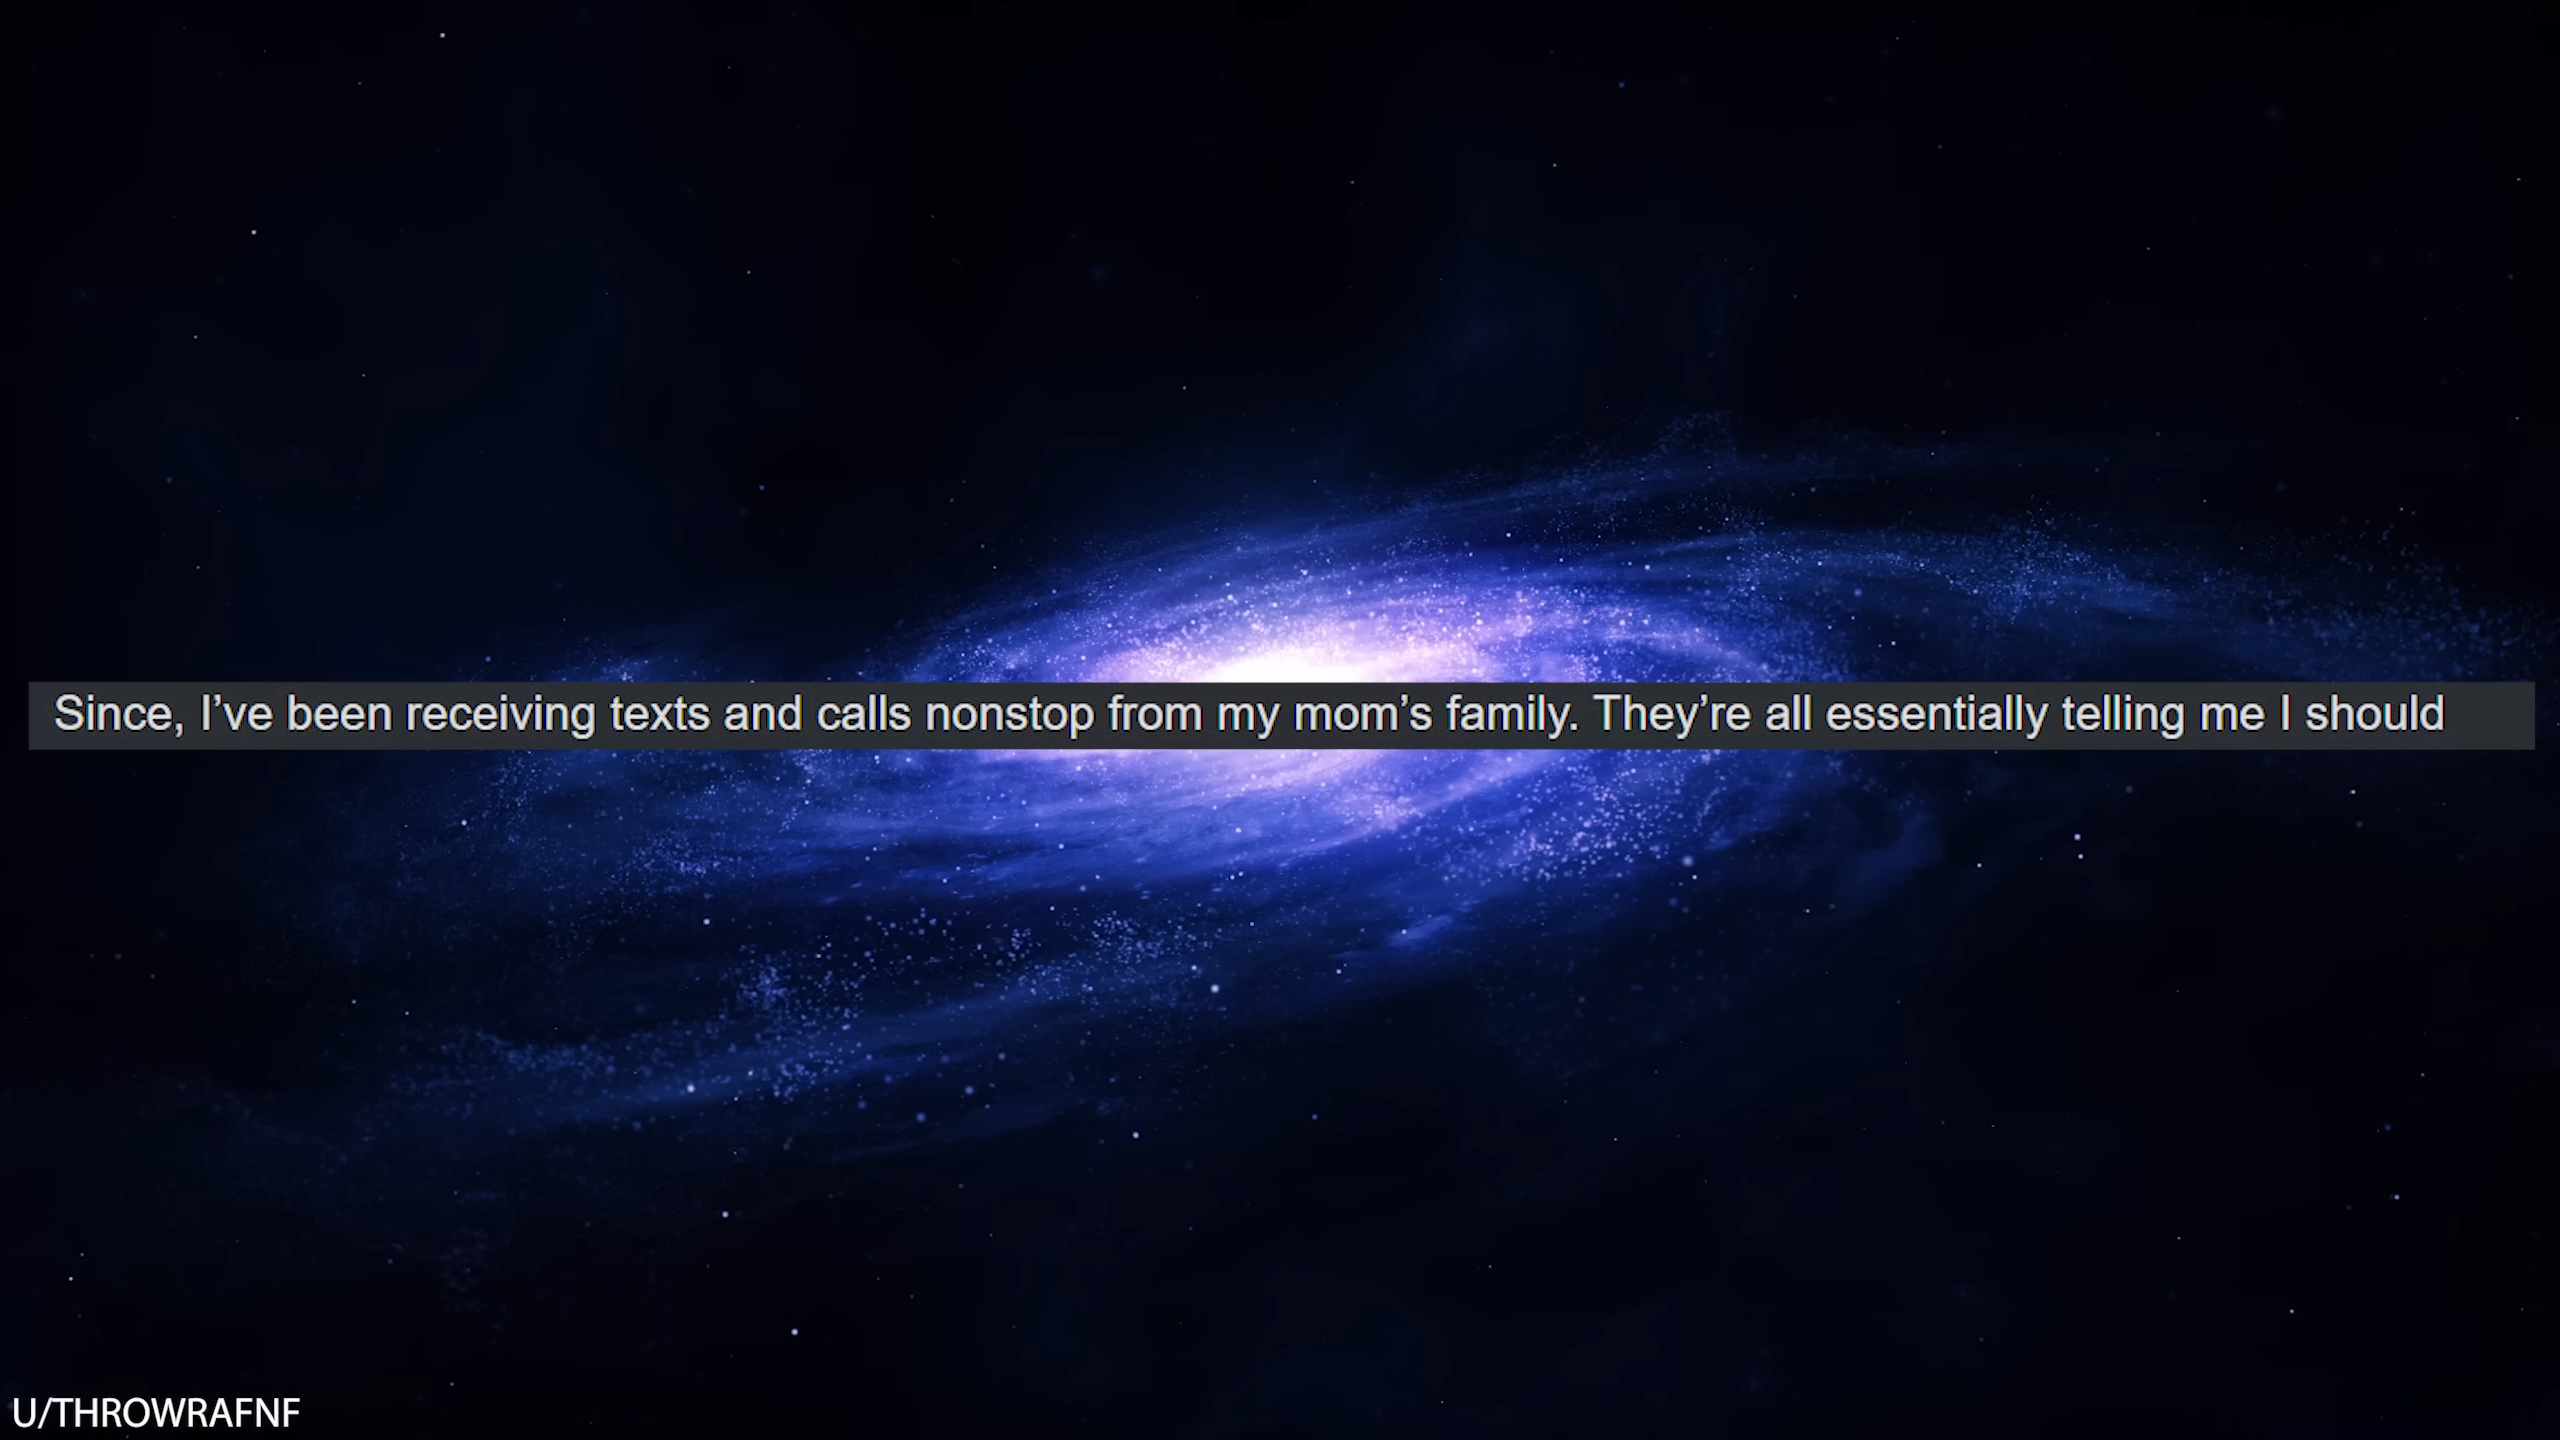 Since, I’ve been receiving texts and calls nonstop from my mom’s family. They’re all essentially telling me I should
U/THROWRAFNF